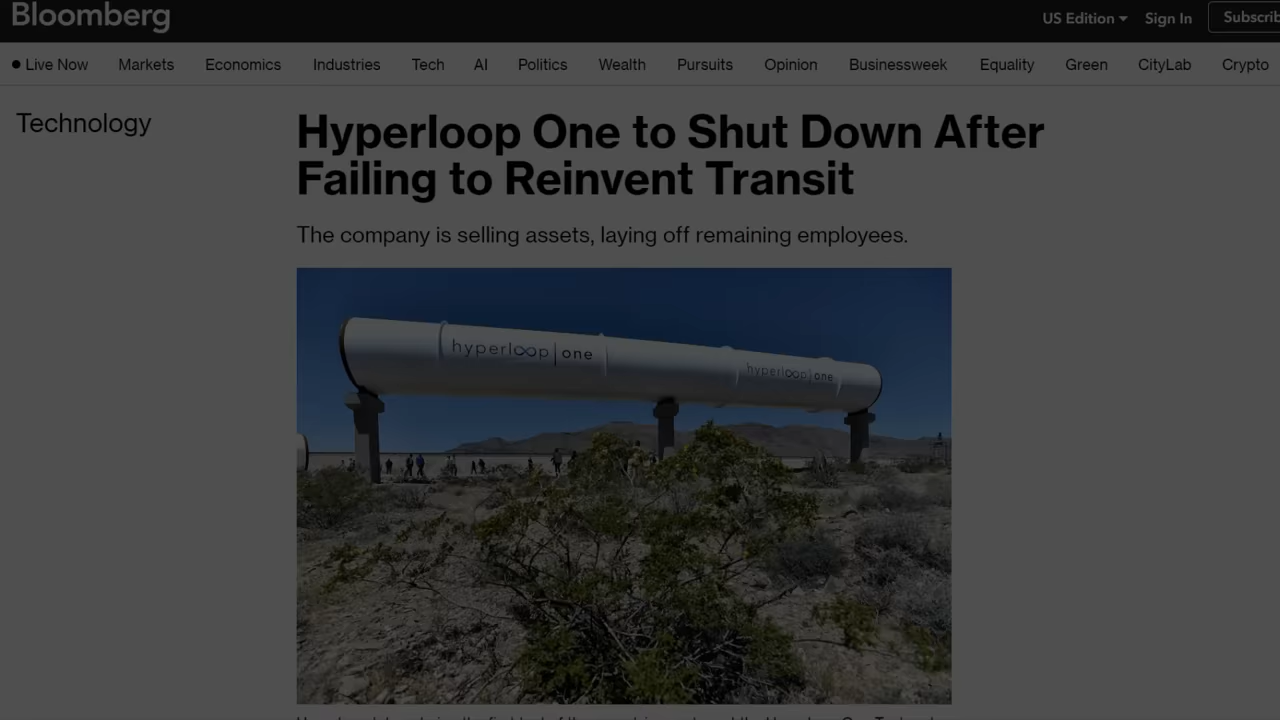 Bloomberg
US Edition
Sign In
Live Now
Markets
Economics
Industries
Tech
AI
Politics
Wealth
Pursuits
Opinion
Businessweek
Equality
Green
CityLab
Crypto
Technology
Hyperloop One to Shut Down After
Failing to Reinvent Transit
The company is selling assets, laying off remaining employees.
hyperloop | one
hyperloop | one